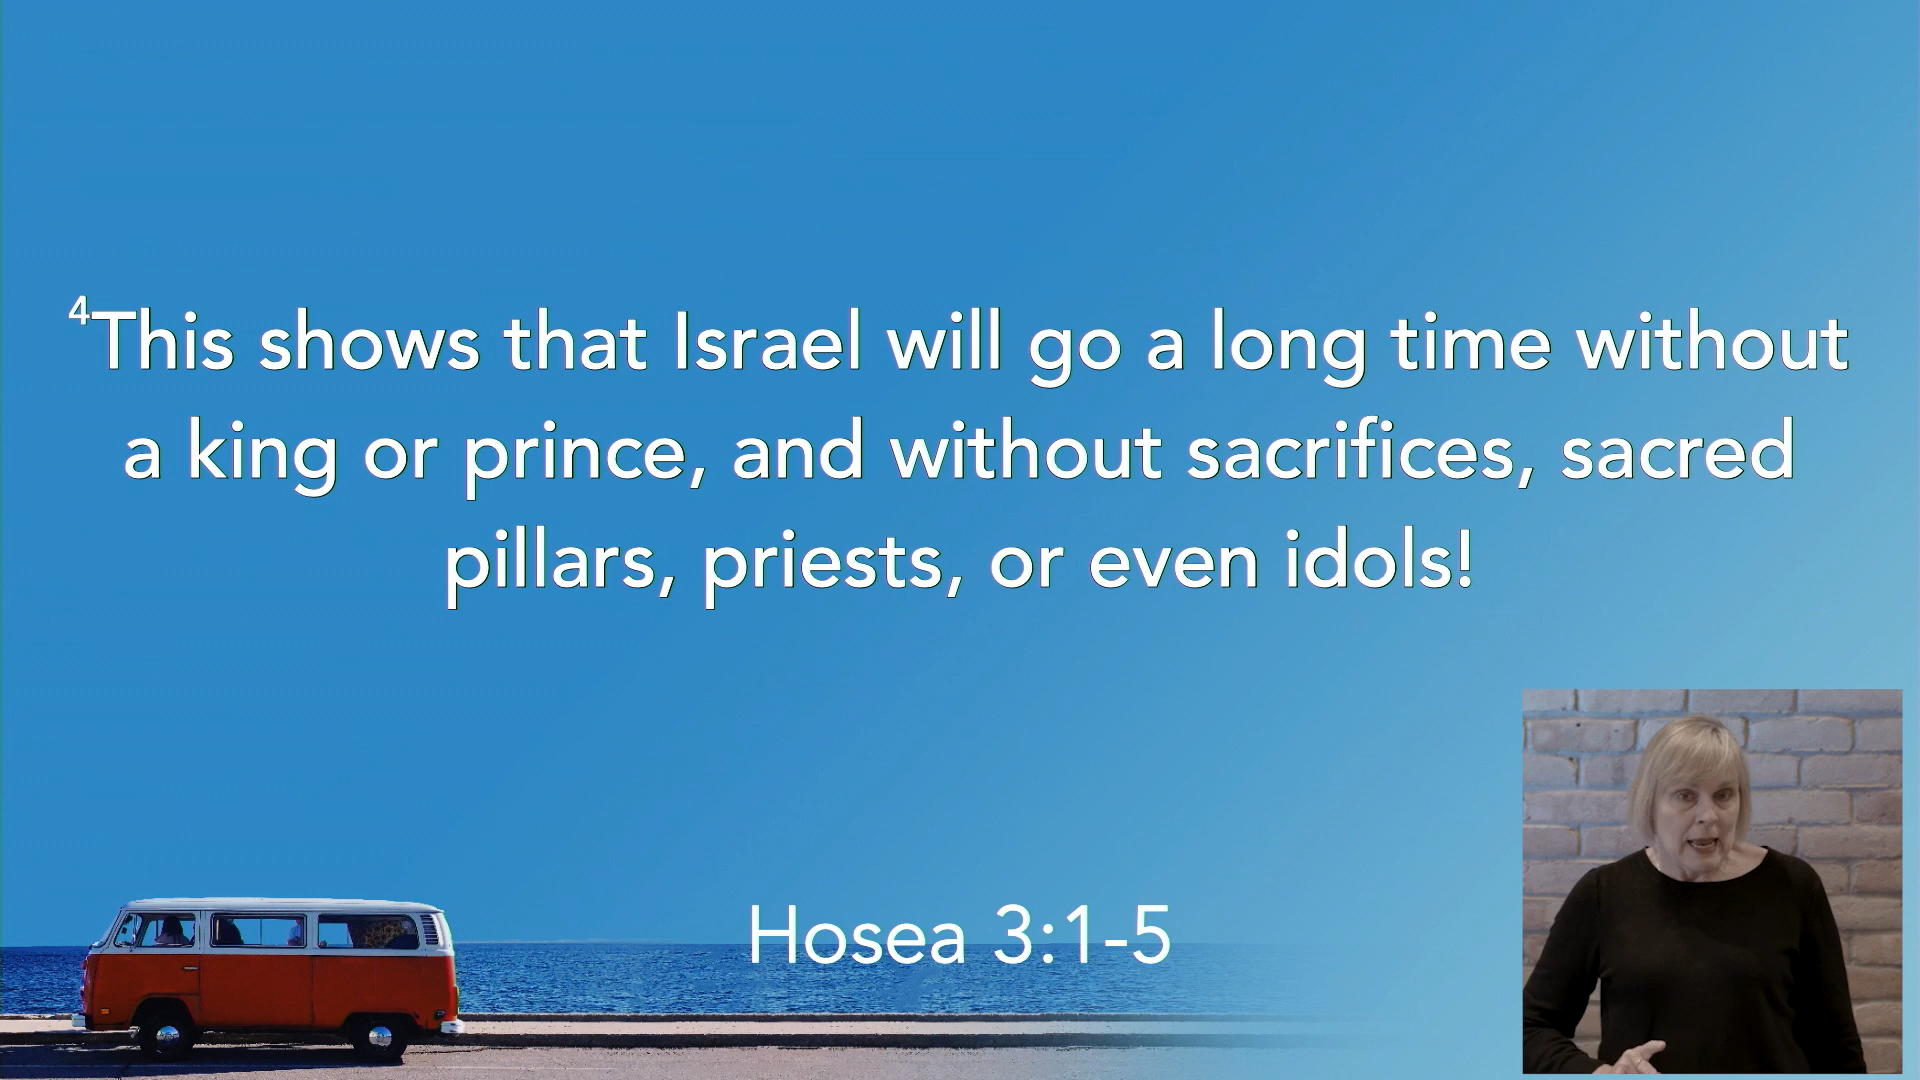 ⁴This shows that Israel will go a long time without
a king or prince, and without sacrifices, sacred
pillars, priests, or even idols!
Hosea 3:1-5